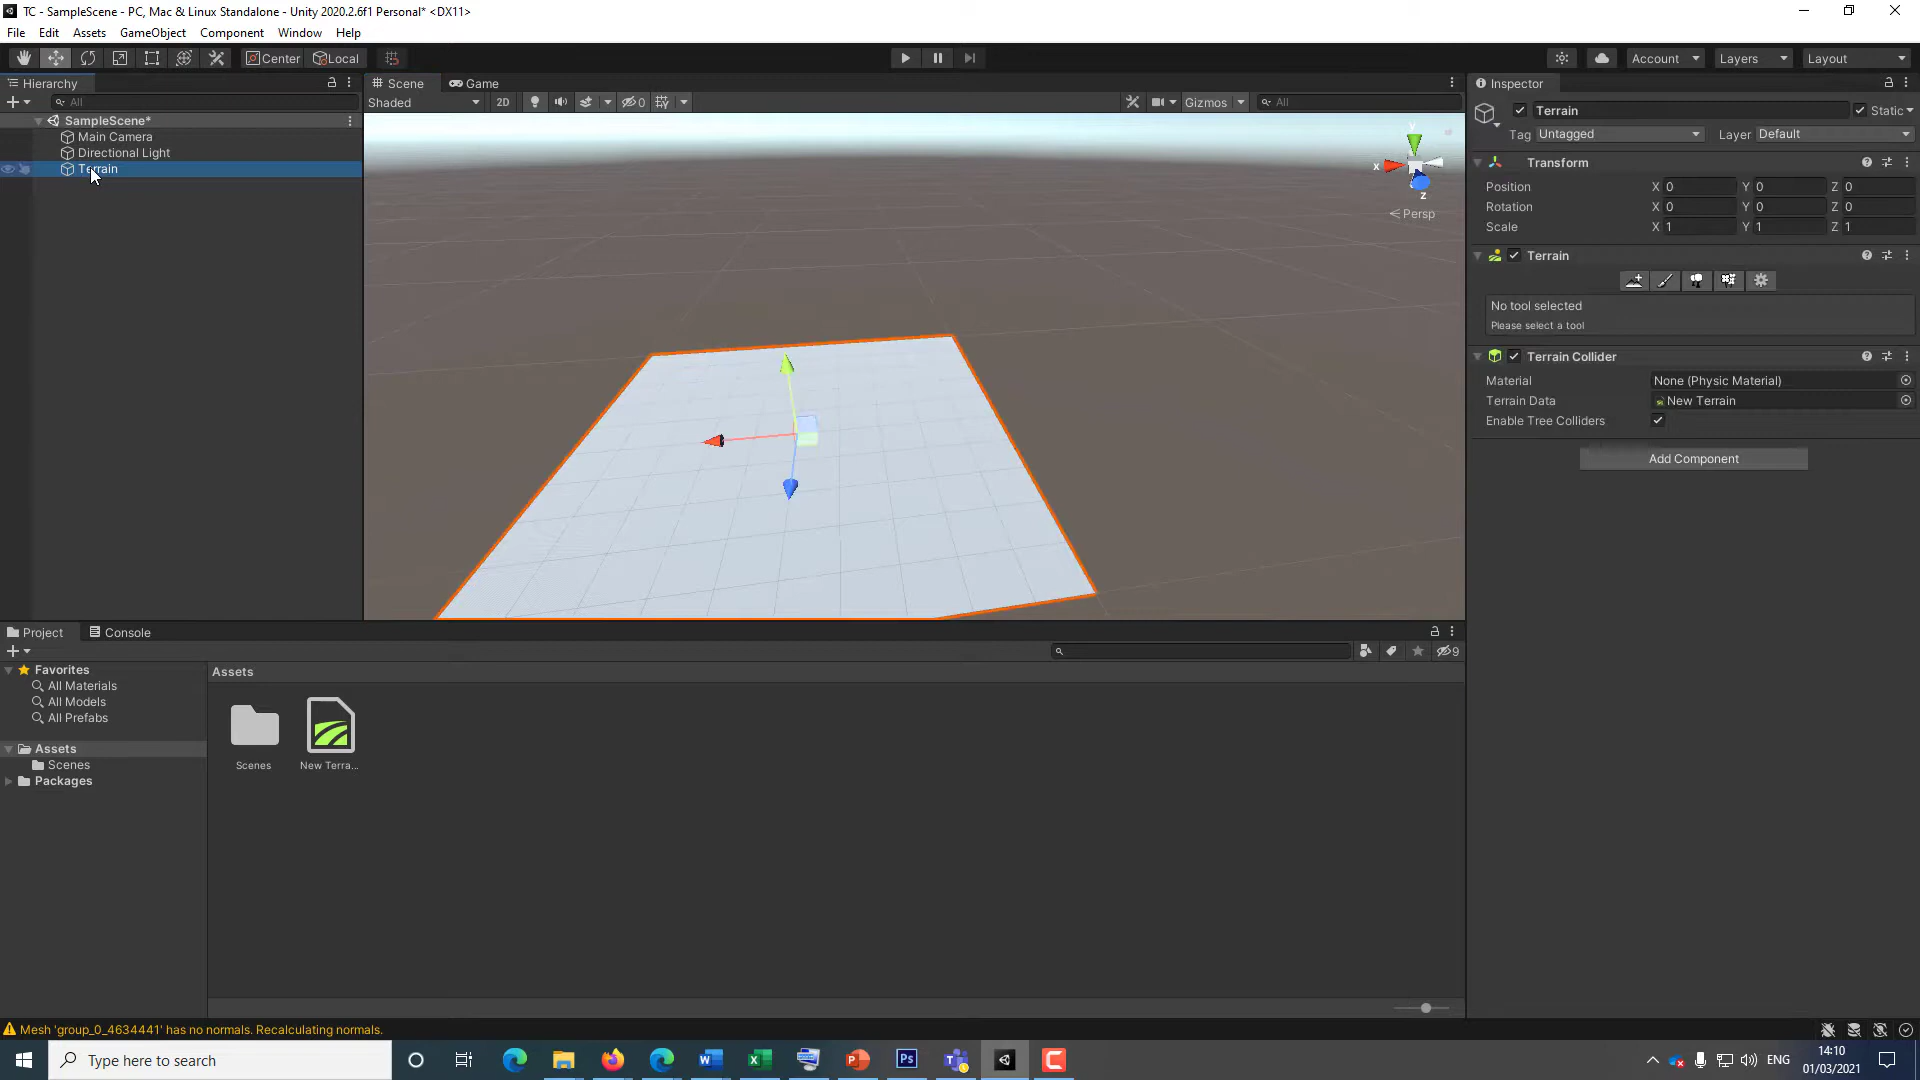 TC - SampleScene - PC, Mac & Linux Standalone - Unity 2020.2.6f1 Personal* <DX11>
File Edit Assets GameObject Component Window Help
Center Local Account Layers Layout
Hierarchy
All
SampleScene*
Main Camera
Directional Light
Terrain
Scene Game
Shaded 2D 0 Gizmos All
y
x
z
Persp
Inspector
Terrain Static
Tag Untagged Layer Default
Transform
Position X 0 Y 0 Z 0
Rotation X 0 Y 0 Z 0
Scale X 1 Y 1 Z 1
Terrain
No tool selected
Please select a tool
Terrain Collider
Material None (Physic Material)
Terrain Data New Terrain
Enable Tree Colliders
Add Component
Project Console
9
Favorites
All Materials
All Models
All Prefabs
Assets
Scenes
Packages
Assets
Scenes New Terra...
Mesh 'group_0_4634441' has no normals. Recalculating normals.
Type here to search
ENG
14:10
01/03/2021